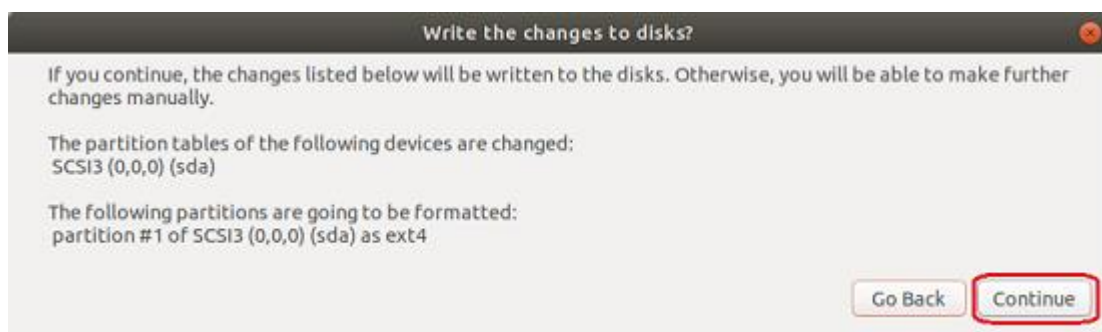 Write the changes to disks?
If you continue, the changes listed below will be written to the disks. Otherwise, you will be able to make further
changes manually.
The partition tables of the following devices are changed:
SCSI3 (0,0,0) (sda)
The following partitions are going to be formatted:
partition #1 of SCSI3 (0,0,0) (sda) as ext4
Go Back Continue